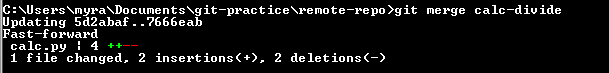 C:\Users\myra\Documents\git-practice\remote-repo>git merge calc-divide
Updating 5d2abaf..7666eab
Fast-forward
 calc.py | 4 ++--
 1 file changed, 2 insertions(+), 2 deletions(-)